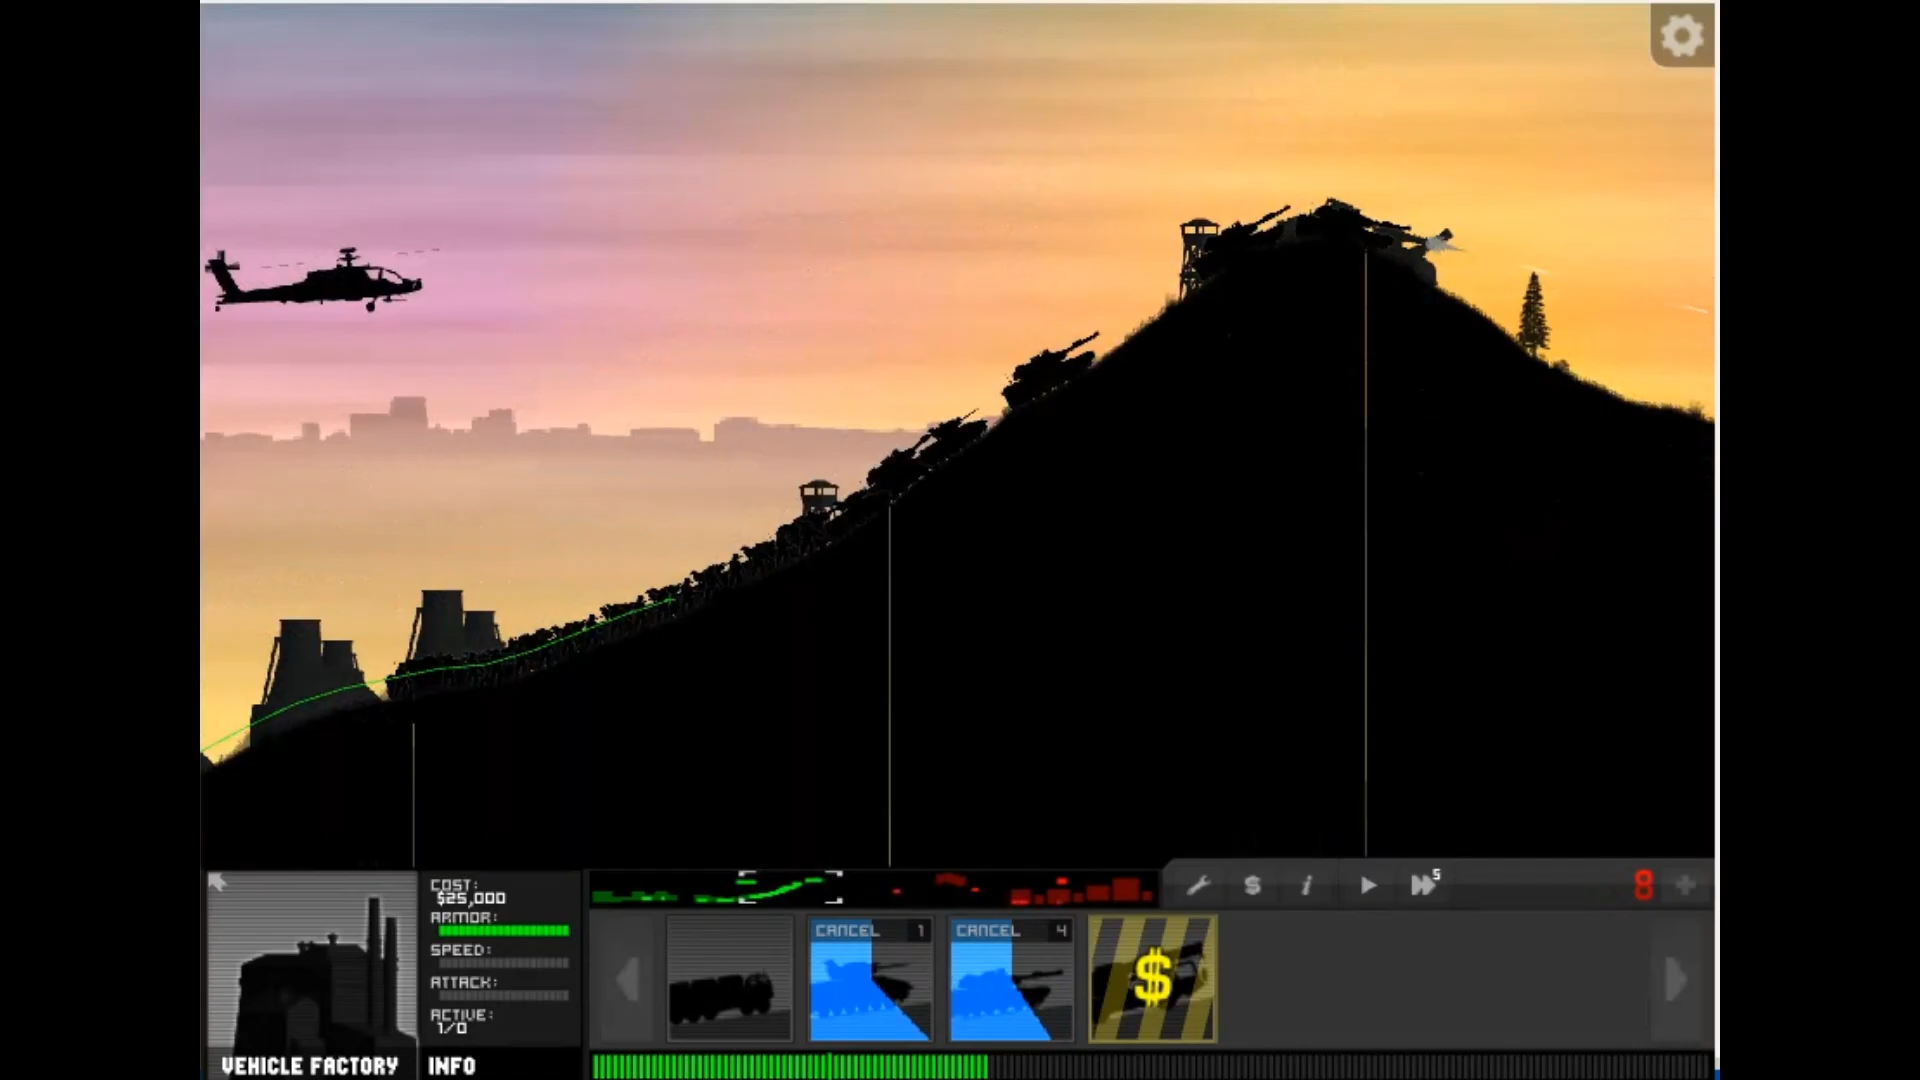 5
8
COST:
$25,000
ARMOR:
SPEED:
ATTACK:
ACTIVE:
1/0
CANCEL 1
CANCEL 4
$
VEHICLE FACTORY
INFO